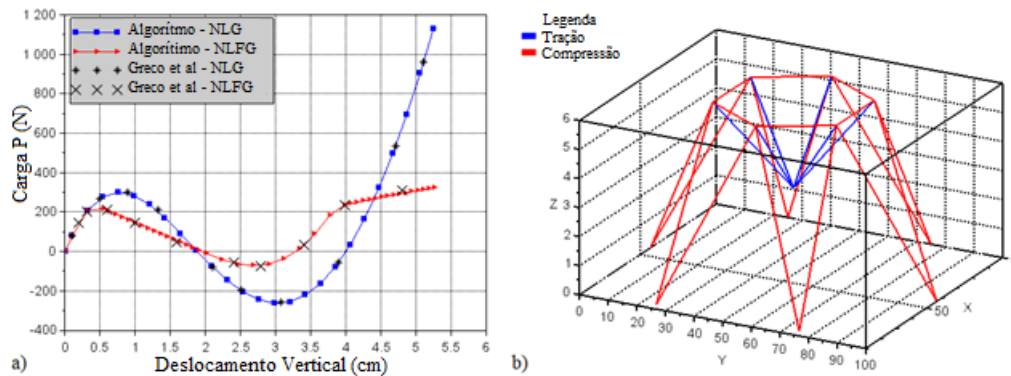 Algorítmo - NLG
Algorítimo - NLFG
Greco et al - NLG
Greco et al - NLFG
1 200
1 000
800
600
400
200
0
-200
-400
Carga P (N)
0 0.5 1 1.5 2 2.5 3 3.5 4 4.5 5 5.5 6
Deslocamento Vertical (cm)
a)
Legenda
Tração
Compressão
6
5
4
3
2
1
0
Z
0 10 20 30 40 50 60 70 80 90 100
Y
50
X
b)